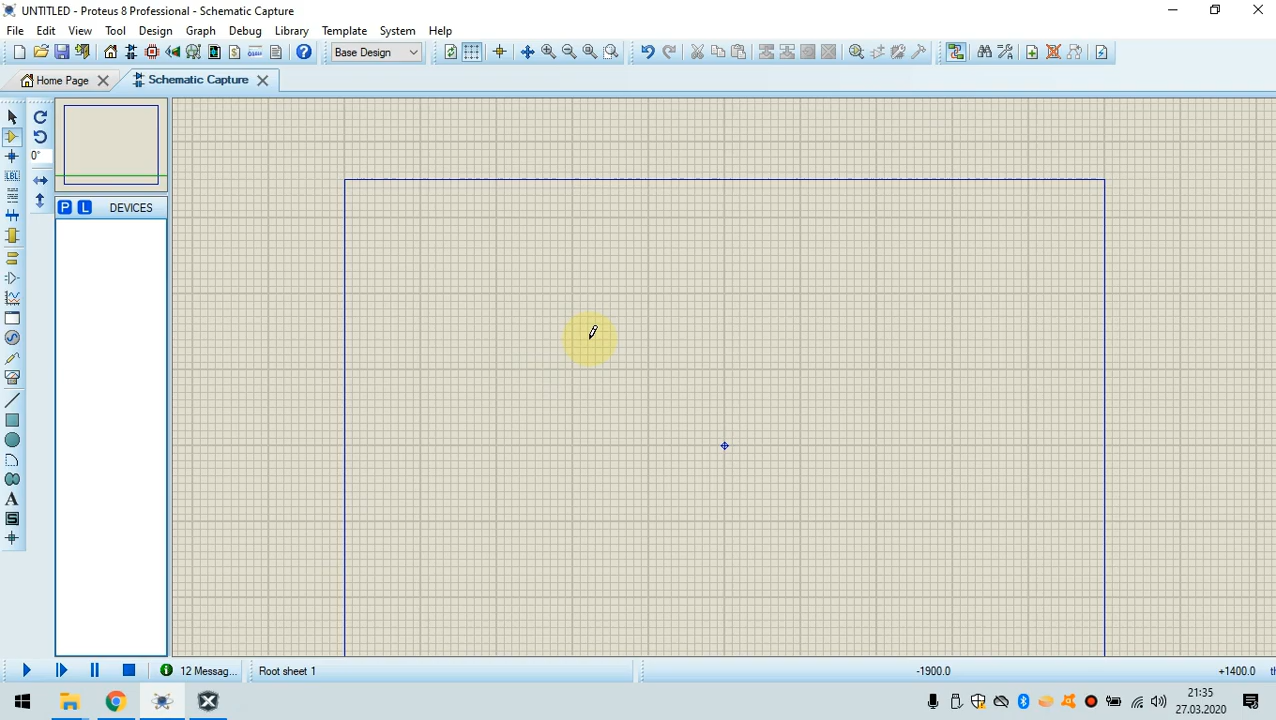 UNTITLED - Proteus 8 Professional - Schematic Capture
File Edit View Tool Design Graph Debug Library Template System Help
Base Design
Home Page
Schematic Capture
0°
LBL
P L DEVICES
A
S
12 Messag...
Root sheet 1
-1900.0
+1400.0
th
21:35
27.03.2020